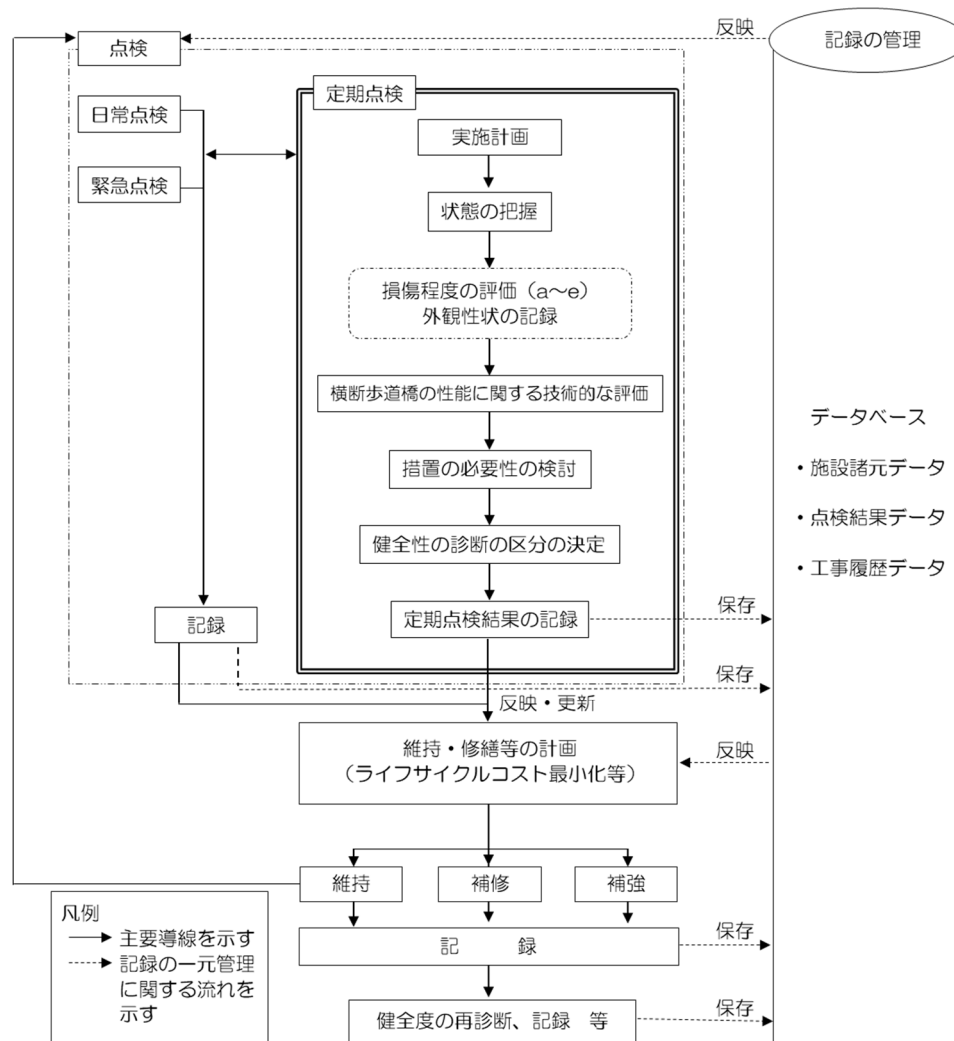 反映
点検
記録の管理
定期点検
日常点検
実施計画
緊急点検
状態の把握
損傷程度の評価（a～e）
外観性状の記録
横断歩道橋の性能に関する技術的な評価
データベース
措置の必要性の検討
・施設諸元データ
・点検結果データ
健全性の診断の区分の決定
・工事履歴データ
保存
定期点検結果の記録
記録
保存
反映・更新
維持・修繕等の計画
（ライフサイクルコスト最小化等）
反映
維持
補修
補強
凡例
主要導線を示す
記録の一元管理
に関する流れを
示す
記　　録
保存
健全度の再診断、記録　等
保存